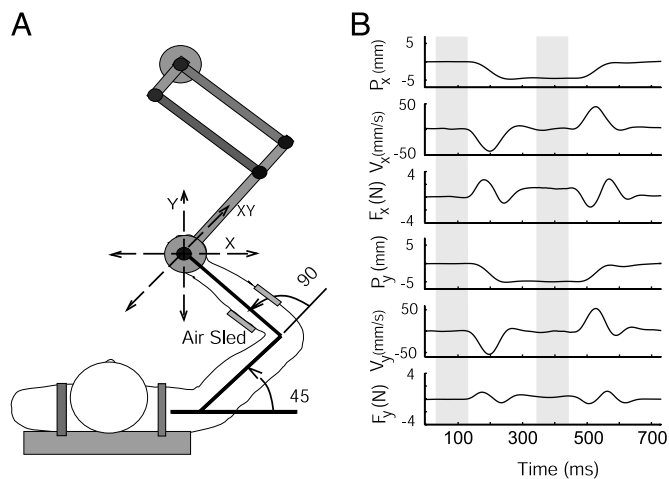 A
Y
XY
X
90
Air Sled
45
B
5
-5
P_x (mm)
50
-50
V_x (mm/s)
4
-4
F_x (N)
5
-5
P_y (mm)
50
-50
V_y (mm/s)
4
-4
F_y (N)
100 300 500 700
Time (ms)